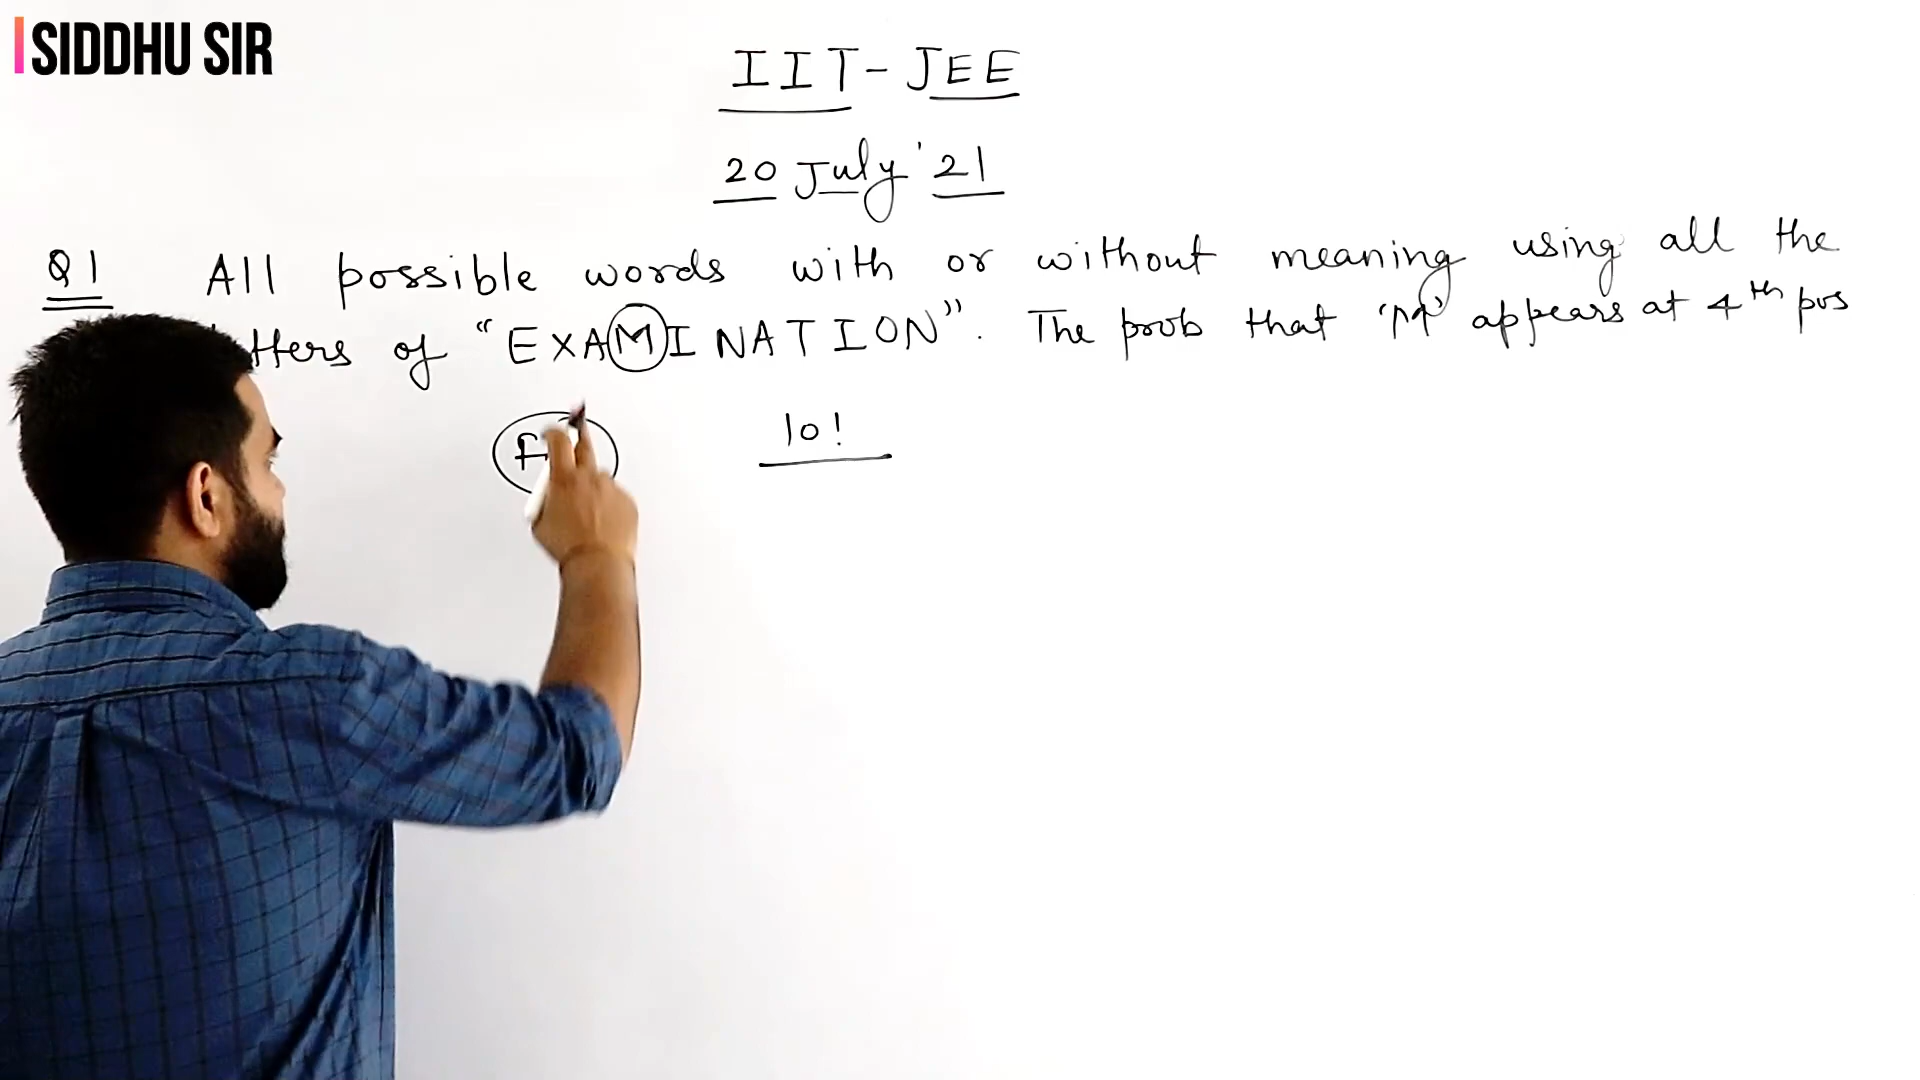 SIDDHU SIR
IIT-JEE
20 July '21
Q1 All possible words with or without meaning using all the
of "EXAMINATION". The prob that 'M' appears at 4th pos
10!